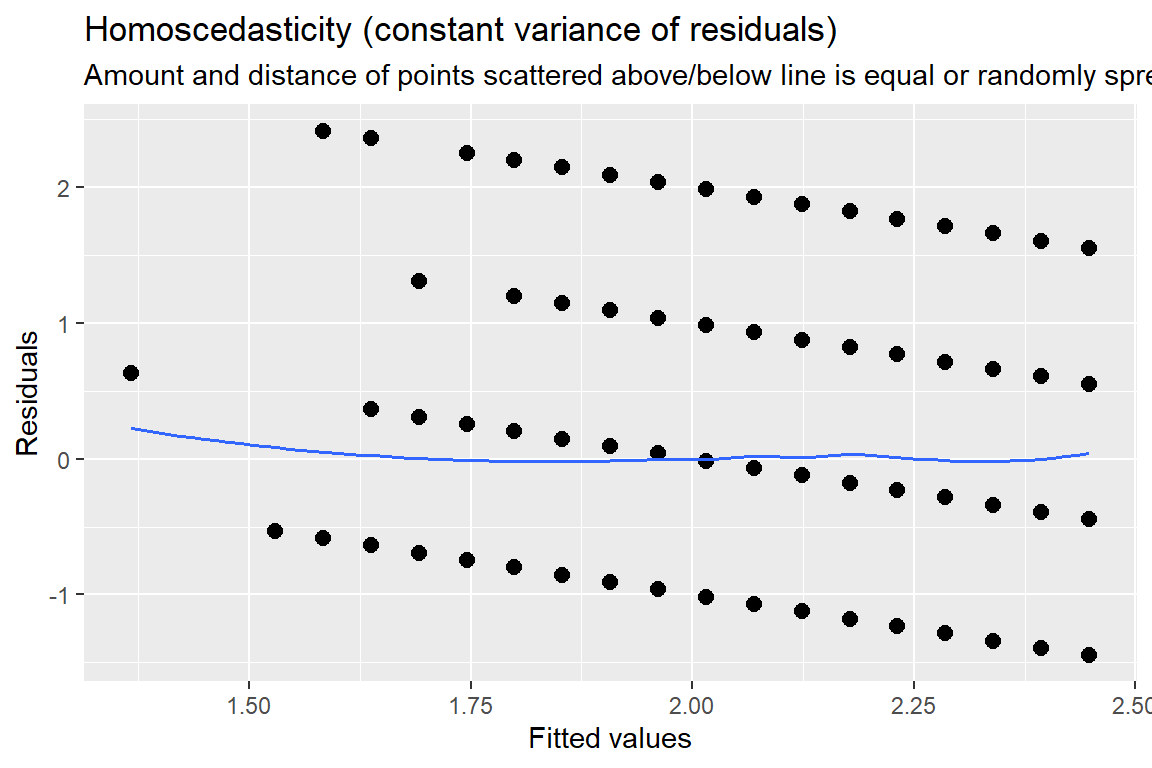 Homoscedasticity (constant variance of residuals)
Amount and distance of points scattered above/below line is equal or randomly spre
Residuals
2
1
0
-1
1.50 1.75 2.00 2.25 2.50
Fitted values